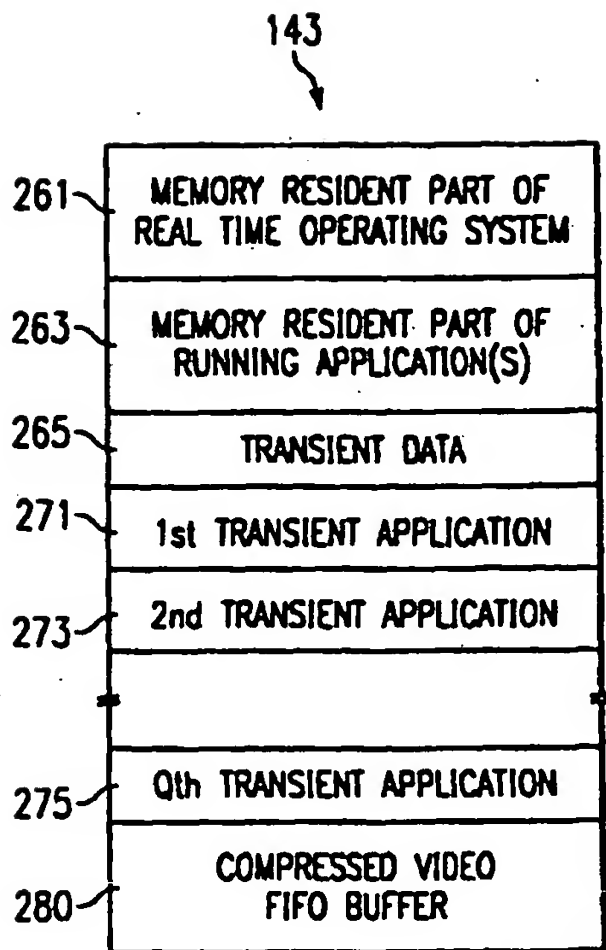 143
261
MEMORY RESIDENT PART OF
REAL TIME OPERATING SYSTEM
263
MEMORY RESIDENT PART OF
RUNNING APPLICATION(S)
265
TRANSIENT DATA
271
1st TRANSIENT APPLICATION
273
2nd TRANSIENT APPLICATION
275
Qth TRANSIENT APPLICATION
280
COMPRESSED VIDEO
FIFO BUFFER